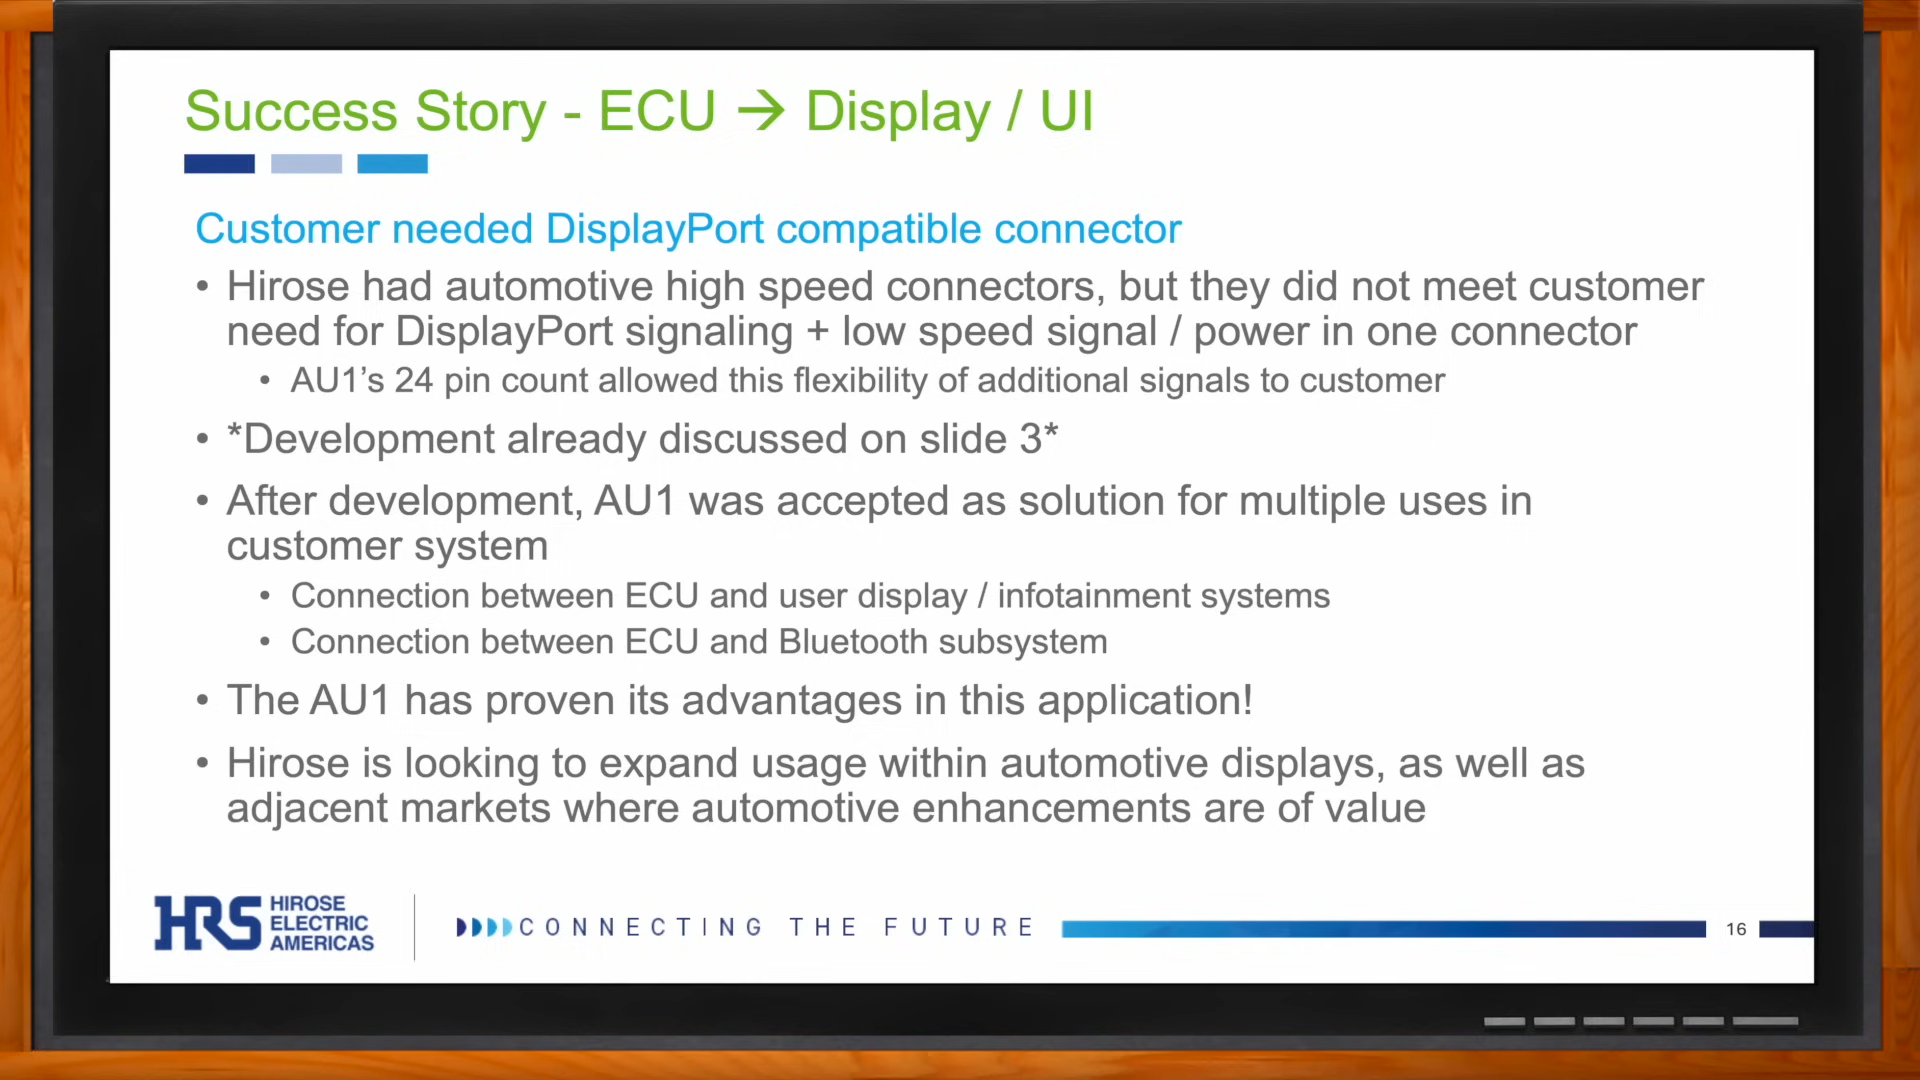 Success Story - ECU → Display / UI
Customer needed DisplayPort compatible connector
• Hirose had automotive high speed connectors, but they did not meet customer
need for DisplayPort signaling + low speed signal / power in one connector
• AU1’s 24 pin count allowed this flexibility of additional signals to customer
• *Development already discussed on slide 3*
• After development, AU1 was accepted as solution for multiple uses in
customer system
• Connection between ECU and user display / infotainment systems
• Connection between ECU and Bluetooth subsystem
• The AU1 has proven its advantages in this application!
• Hirose is looking to expand usage within automotive displays, as well as
adjacent markets where automotive enhancements are of value
HRS HIROSE
ELECTRIC
AMERICAS
CONNECTING THE FUTURE
16